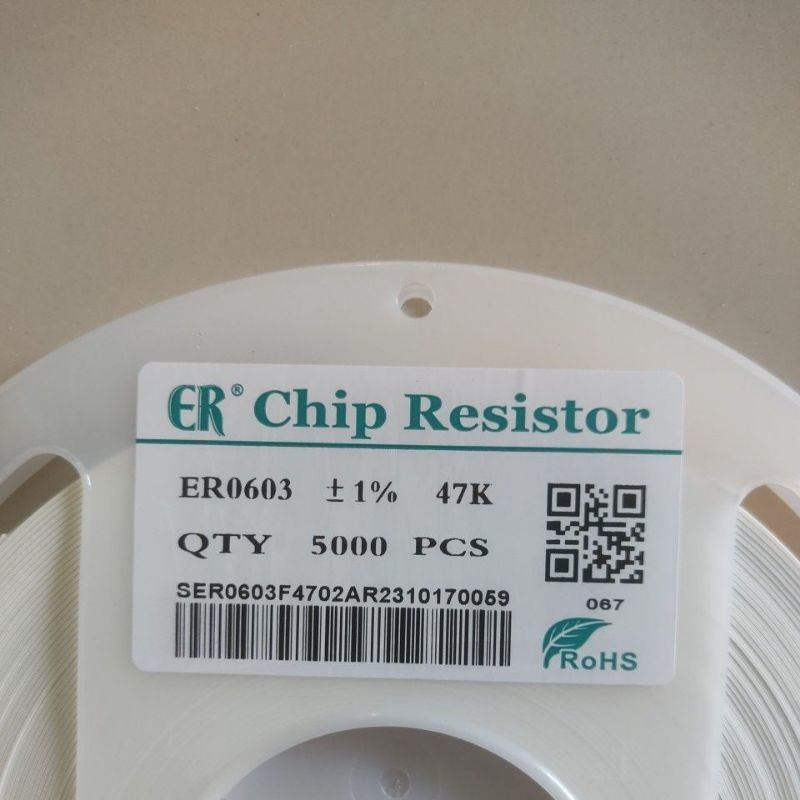 ER® Chip Resistor
ER0603 ±1% 47K
QTY 5000 PCS
SER0603F4702AR2310170059
067
RoHS